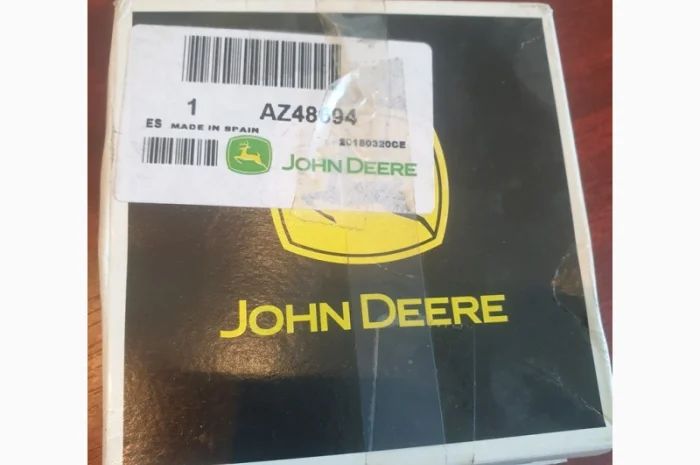 1 AZ48694
ES MADE IN SPAIN
20180320CE
JOHN DEERE
JOHN DEERE